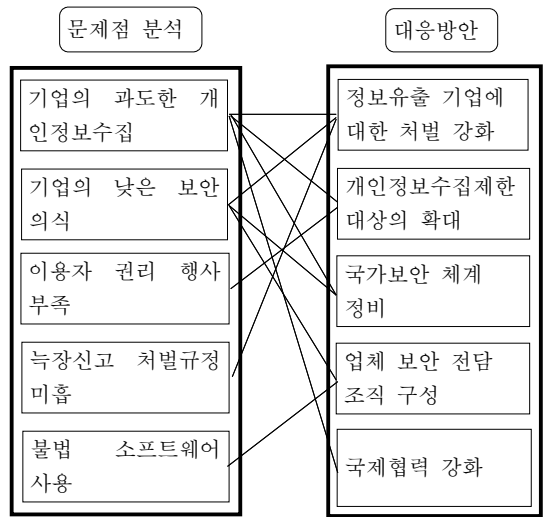 문제점 분석
대응방안
기업의 과도한 개
인정보수집
기업의 낮은 보안
의식
이용자 권리 행사
부족
늑장신고 처벌규정
미흡
불법 소프트웨어
사용
정보유출 기업에
대한 처벌 강화
개인정보수집제한
대상의 확대
국가보안 체계
정비
업체 보안 전담
조직 구성
국제협력 강화